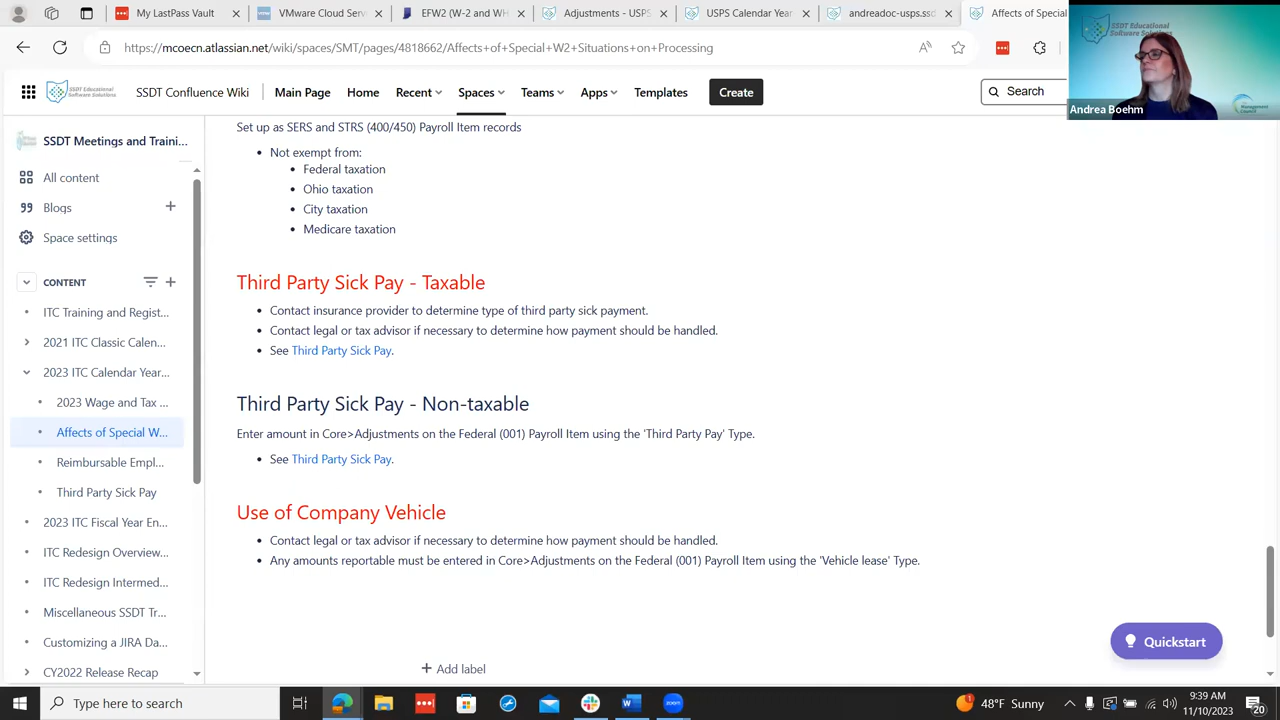 My LastPass Vault
VMware Cloud Serv
EFW2 (W-2 and WH
Adjustments - USPS
USPS Calendar Year
andreadoc-usps.ssd
Affects of Special
https://mcoecn.atlassian.net/wiki/spaces/SMT/pages/4818662/Affects+of+Special+W2+Situations+on+Processing
SSDT Educational
Software Solutions
Andrea Boehm
Management
Council
SSDT Confluence Wiki
Main Page
Home
Recent
Spaces
Teams
Apps
Templates
Create
Search
SSDT Meetings and Traini...
All content
Blogs
Space settings
CONTENT
ITC Training and Regist...
2021 ITC Classic Calen...
2023 ITC Calendar Year...
2023 Wage and Tax ...
Affects of Special W...
Reimbursable Empl...
Third Party Sick Pay
2023 ITC Fiscal Year En...
ITC Redesign Overview...
ITC Redesign Intermed...
Miscellaneous SSDT Tr...
Customizing a JIRA Da...
CY2022 Release Recap
Set up as SERS and STRS (400/450) Payroll Item records
Not exempt from:
Federal taxation
Ohio taxation
City taxation
Medicare taxation
Third Party Sick Pay - Taxable
Contact insurance provider to determine type of third party sick payment.
Contact legal or tax advisor if necessary to determine how payment should be handled.
See Third Party Sick Pay.
Third Party Sick Pay - Non-taxable
Enter amount in Core>Adjustments on the Federal (001) Payroll Item using the 'Third Party Pay' Type.
See Third Party Sick Pay.
Use of Company Vehicle
Contact legal or tax advisor if necessary to determine how payment should be handled.
Any amounts reportable must be entered in Core>Adjustments on the Federal (001) Payroll Item using the 'Vehicle lease' Type.
Quickstart
Add label
Type here to search
48°F Sunny
9:39 AM
11/10/2023
20